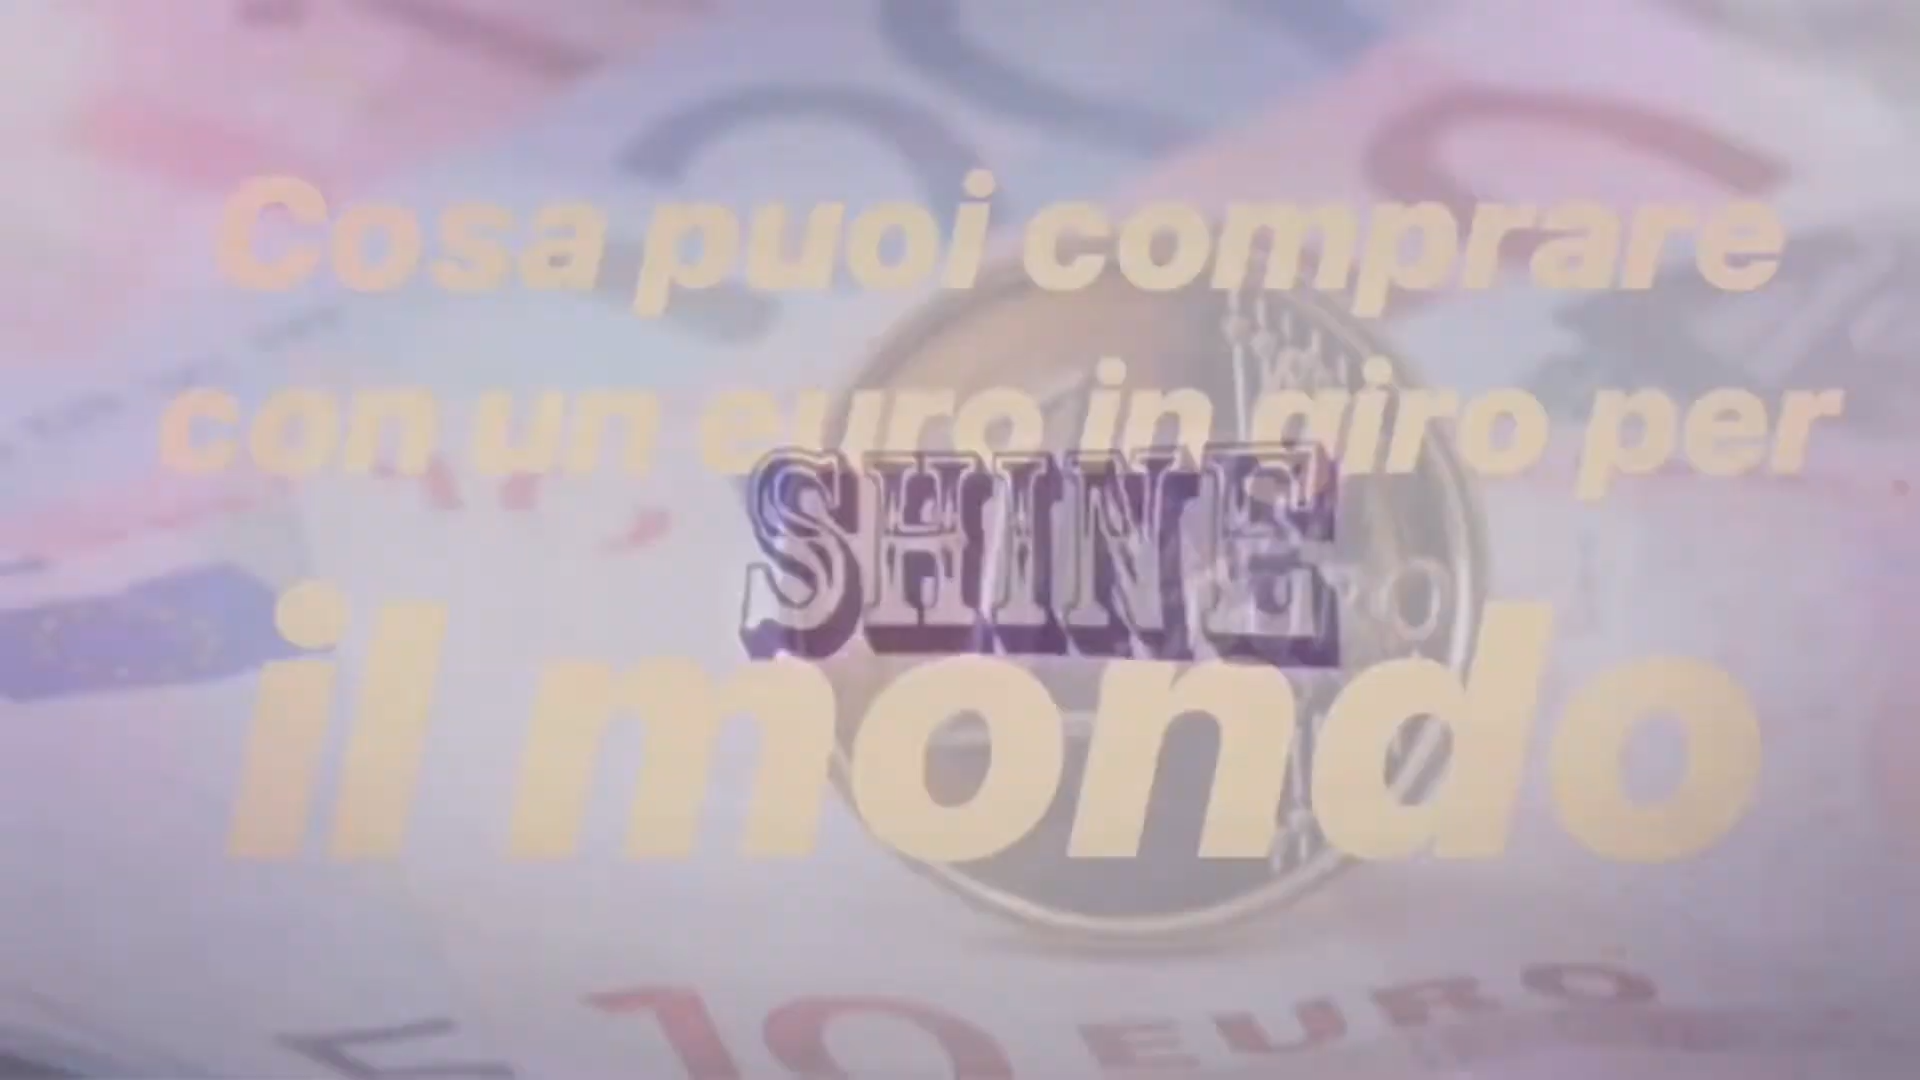 Cosa puoi comprare
con un euro in giro per
SHINE
il mondo
10 EURO